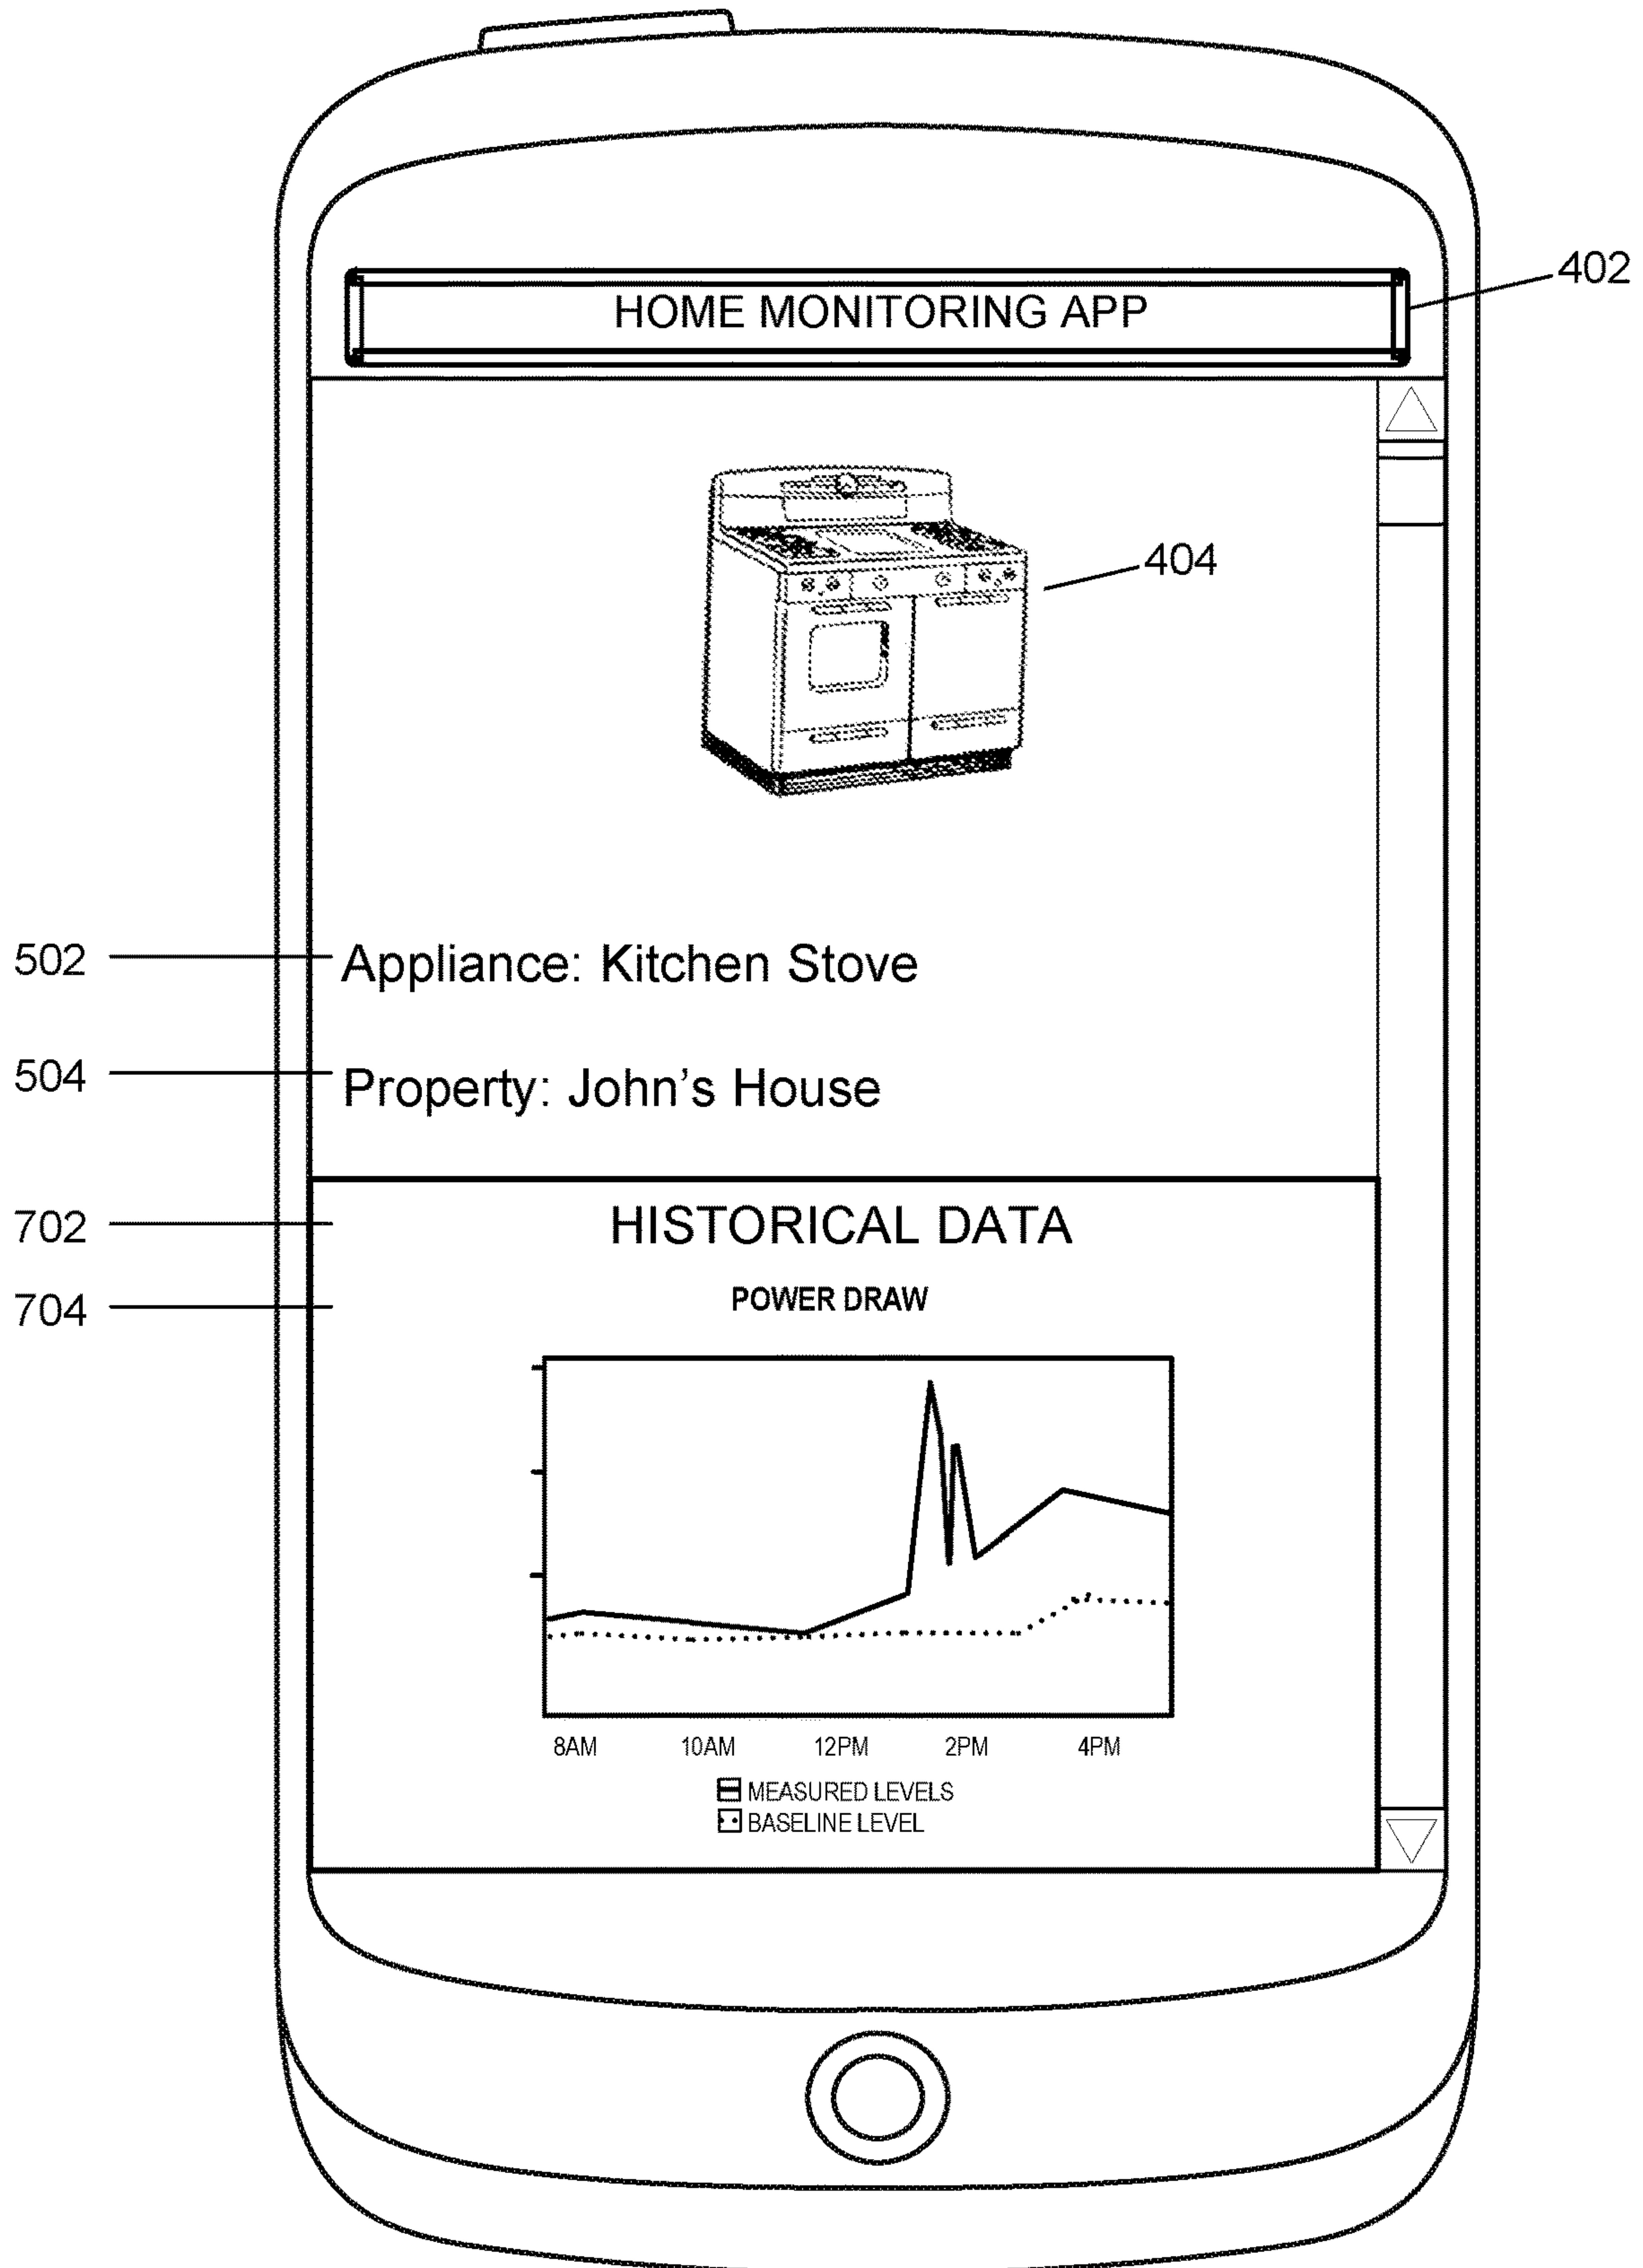 HOME MONITORING APP
402
404
502
Appliance: Kitchen Stove
504
Property: John's House
702
HISTORICAL DATA
704
POWER DRAW
8AM 10AM 12PM 2PM 4PM
MEASURED LEVELS
BASELINE LEVEL